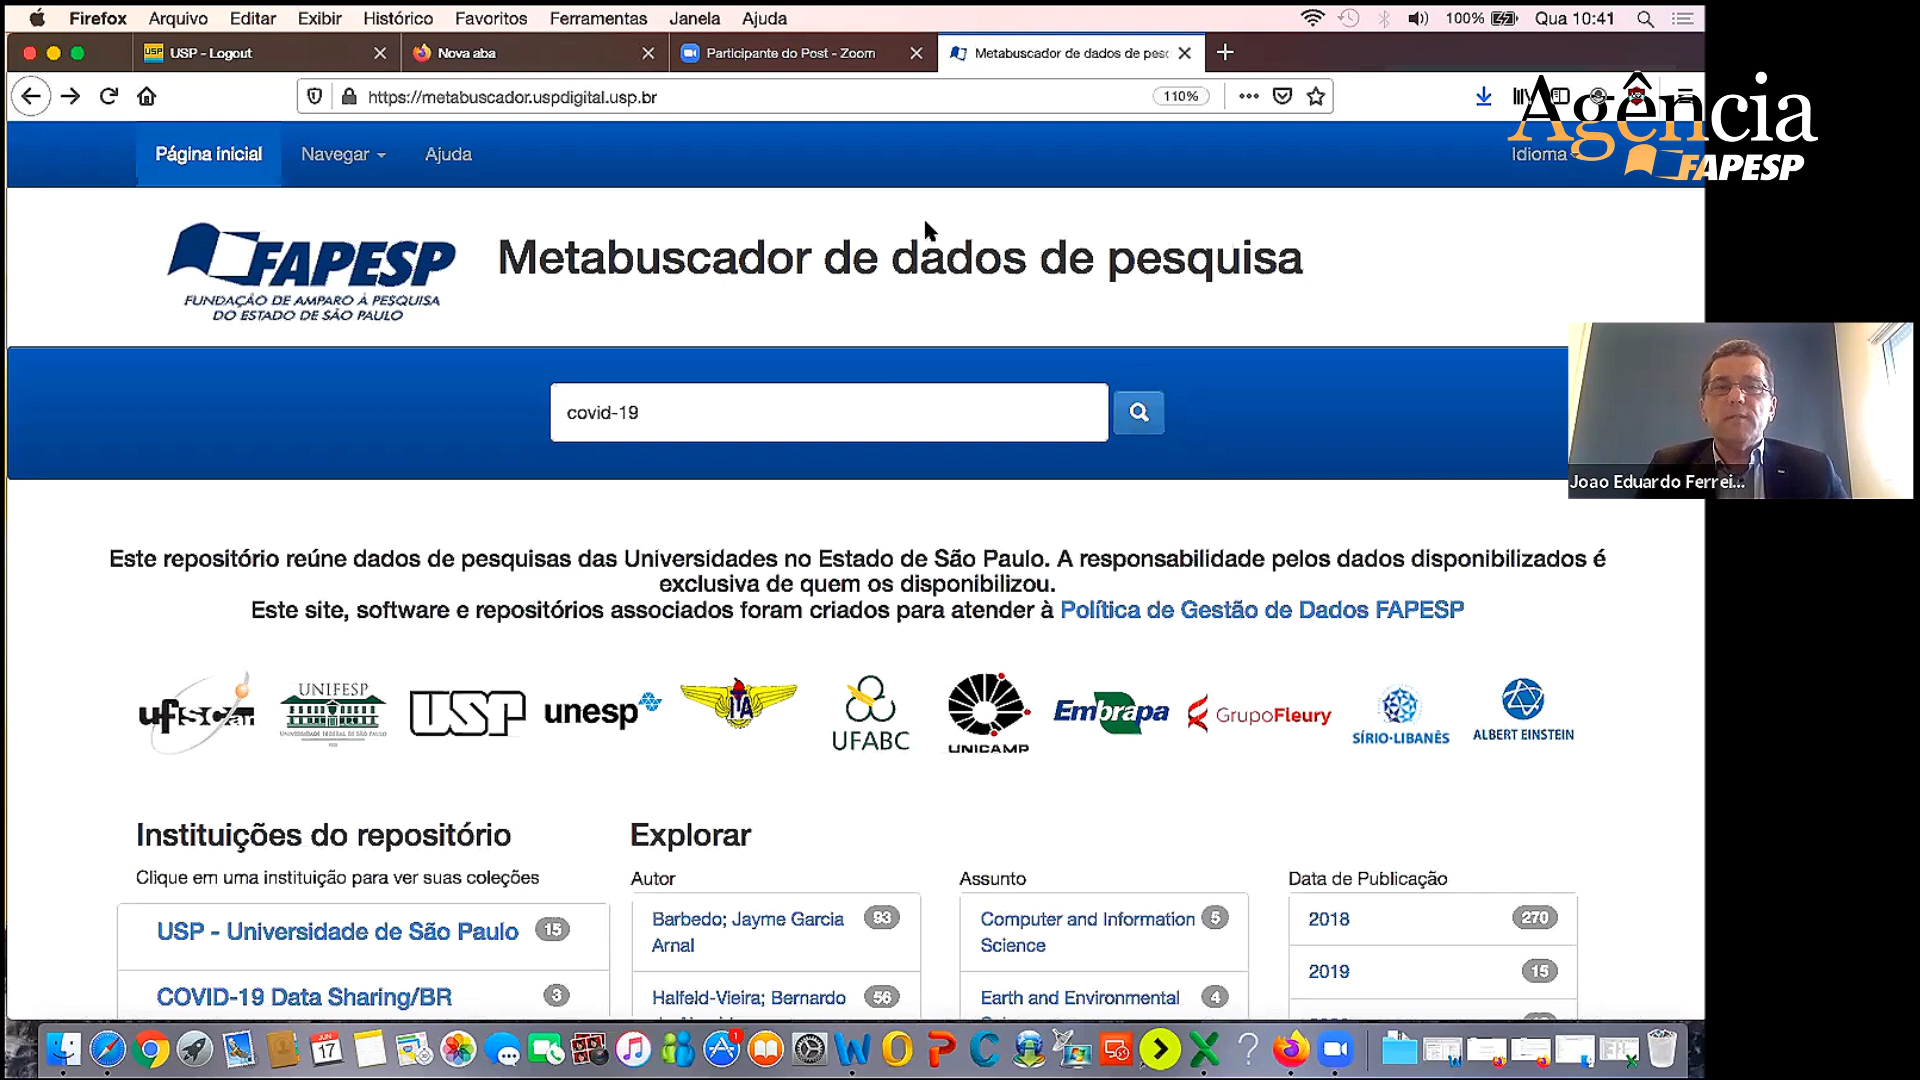 Firefox Arquivo Editar Exibir Histórico Favoritos Ferramentas Janela Ajuda 100% Qua 10:41
USP - Logout
Nova aba
Participante do Post - Zoom
Metabuscador de dados de pesc
https://metabuscador.uspdigital.usp.br
110%
Agência
FAPESP
Página inicial Navegar Ajuda Idioma
FAPESP
FUNDAÇÃO DE AMPARO À PESQUISA
DO ESTADO DE SÃO PAULO
Metabuscador de dados de pesquisa
covid-19
Joao Eduardo Ferrei...
Este repositório reúne dados de pesquisas das Universidades no Estado de São Paulo. A responsabilidade pelos dados disponibilizados é
exclusiva de quem os disponibilizou.
Este site, software e repositórios associados foram criados para atender à Política de Gestão de Dados FAPESP
ufscar
UNIFESP
UNIVERSIDADE FEDERAL DE SÃO PAULO
USP
unesp
ITA
UFABC
UNICAMP
Embrapa
GrupoFleury
SÍRIO-LIBANÊS
ALBERT EINSTEIN
Instituições do repositório
Clique em uma instituição para ver suas coleções
USP - Universidade de São Paulo 15
COVID-19 Data Sharing/BR 3
Explorar
Autor
Barbedo; Jayme Garcia 93
Arnal
Halfeld-Vieira; Bernardo 56
Assunto
Computer and Information 5
Science
Earth and Environmental 4
Data de Publicação
2018 270
2019 15
JUN
17
1